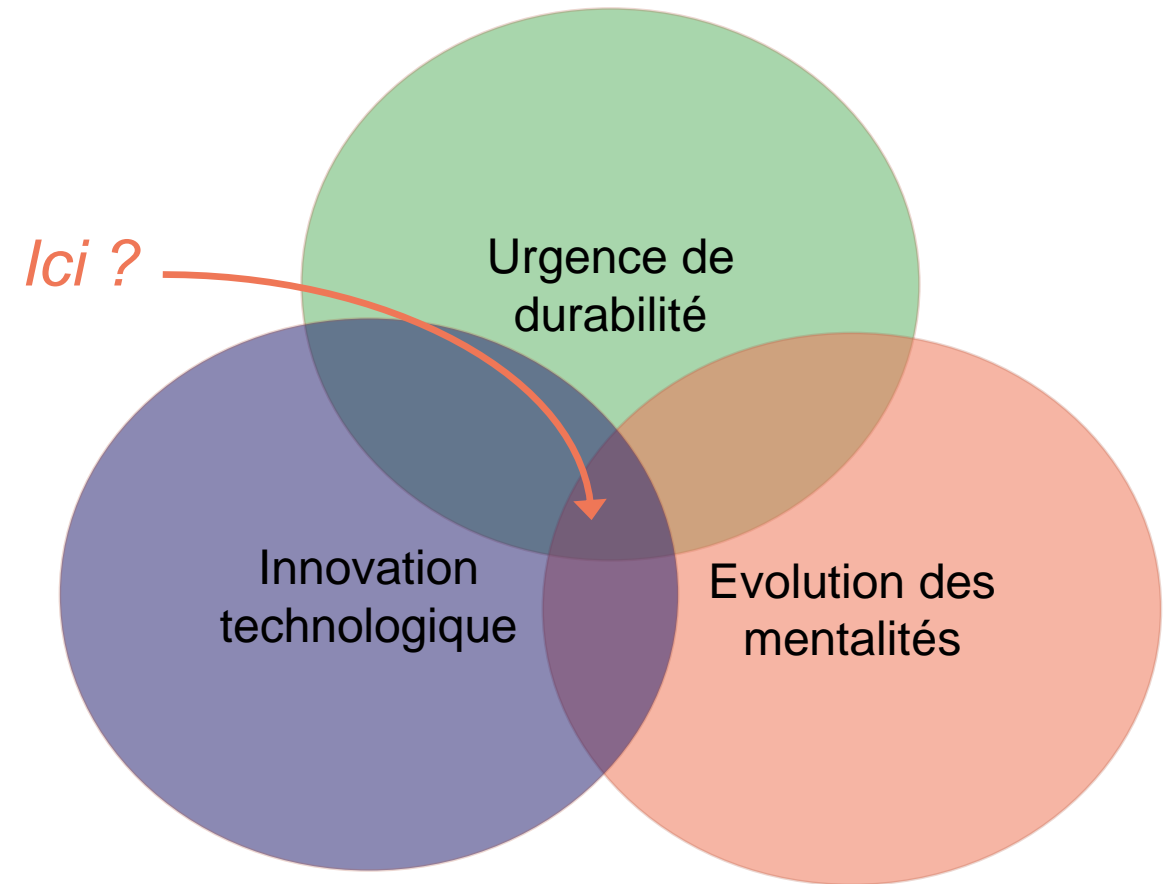 Ici ?
Urgence de
durabilité
Innovation
technologique
Evolution des
mentalités